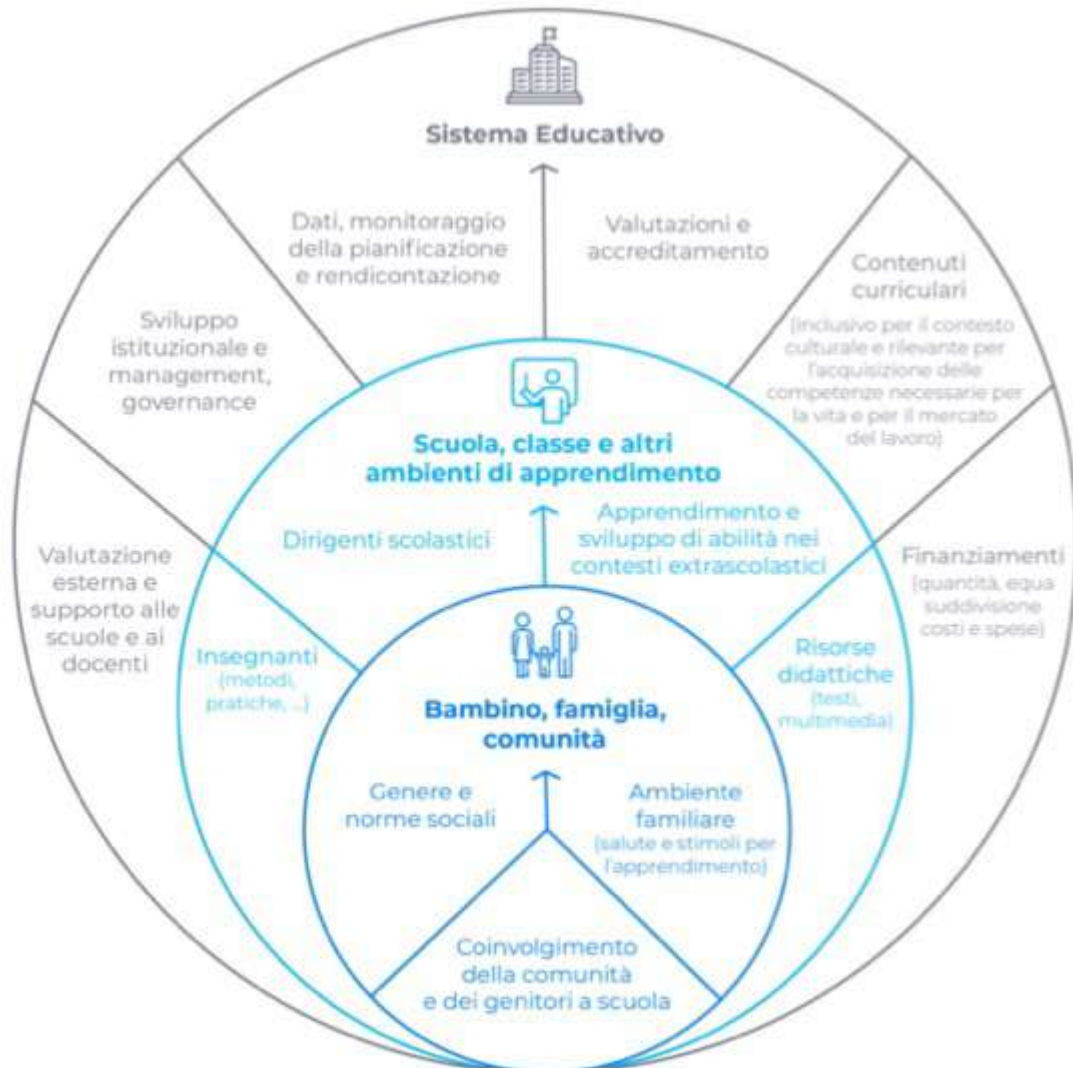 Sistema Educativo
Dati, monitoraggio
della pianificazione
e rendicontazione
Valutazioni e
accreditamento
Sviluppo
istituzionale e
management,
governance
Contenuti
curriculari
(inclusivo per il contesto
culturale e rilevante per
l'acquisizione delle
competenze necessarie per
la vita e per il mercato
del lavoro)
Valutazione
esterna e
supporto alle
scuole e ai
docenti
Finanziamenti
(quantità, equa
suddivisione
costi e spese)
Scuola, classe e altri
ambienti di apprendimento
Dirigenti scolastici
Apprendimento e
sviluppo di abilità nei
contesti extrascolastici
Insegnanti
(metodi,
pratiche, ...)
Risorse
didattiche
(testi,
multimedia)
Bambino, famiglia,
comunità
Genere e
norme sociali
Ambiente
familiare
(salute e stimoli per
l'apprendimento)
Coinvolgimento
della comunità
e dei genitori a scuola